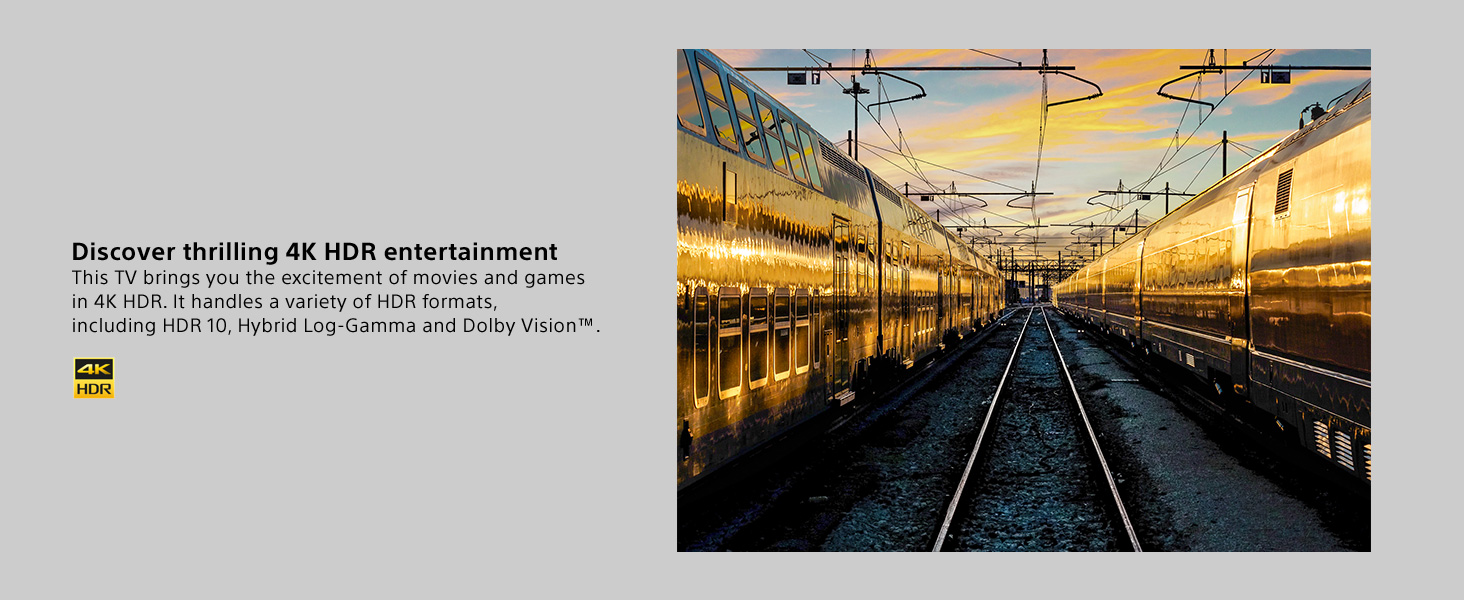 Discover thrilling 4K HDR entertainment
This TV brings you the excitement of movies and games
in 4K HDR. It handles a variety of HDR formats,
including HDR 10, Hybrid Log-Gamma and Dolby Vision™.
4K
HDR